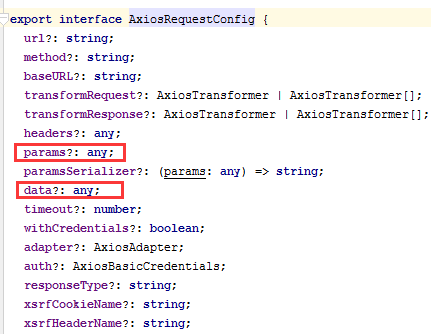 export interface AxiosRequestConfig {
url?: string;
method?: string;
baseURL?: string;
transformRequest?: AxiosTransformer | AxiosTransformer[];
transformResponse?: AxiosTransformer | AxiosTransformer[];
headers?: any;
params?: any;
paramsSerializer?: (params: any) => string;
data?: any;
timeout?: number;
withCredentials?: boolean;
adapter?: AxiosAdapter;
auth?: AxiosBasicCredentials;
responseType?: string;
xsrfCookieName?: string;
xsrfHeaderName?: string;